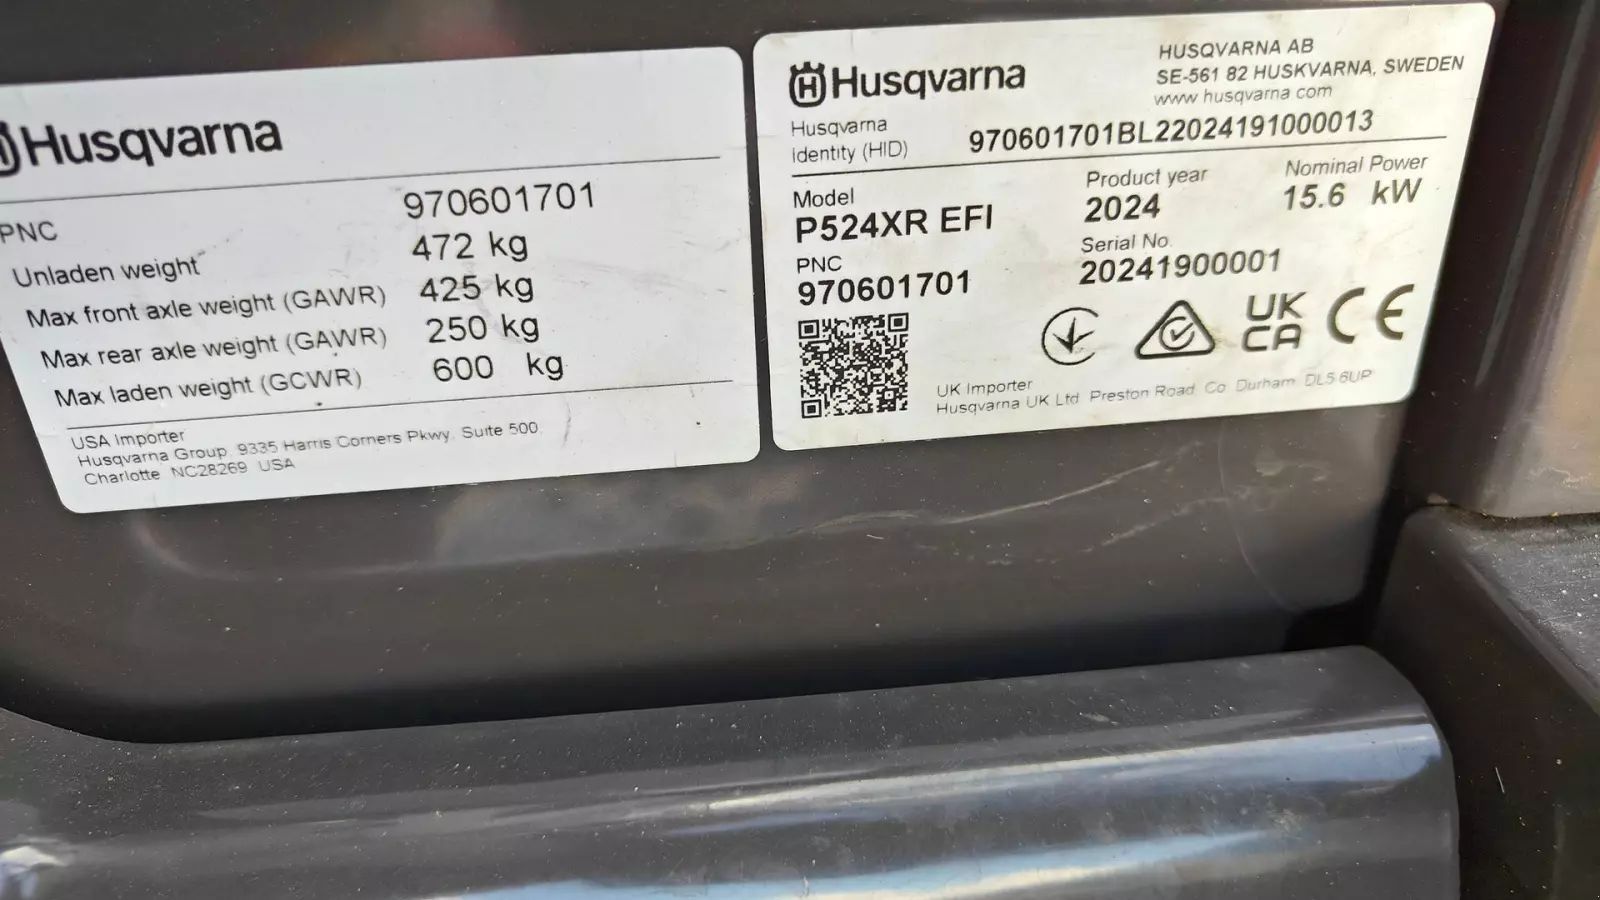 Husqvarna
PNC 970601701
Unladen weight 472 kg
Max front axle weight (GAWR) 425 kg
Max rear axle weight (GAWR) 250 kg
Max laden weight (GCWR) 600 kg
USA Importer
Husqvarna Group, 9335 Harris Corners Pkwy, Suite 500,
Charlotte NC28269 USA
Husqvarna
HUSQVARNA AB
SE-561 82 HUSKVARNA, SWEDEN
www.husqvarna.com
Husqvarna
Identity (HID) 970601701BL22024191000013
Model
P524XR EFI
Product year
2024
Nominal Power
15.6 kW
PNC
970601701
Serial No.
20241900001
UK
CA
CE
UK Importer
Husqvarna UK Ltd Preston Road Co Durham DL5 6UP